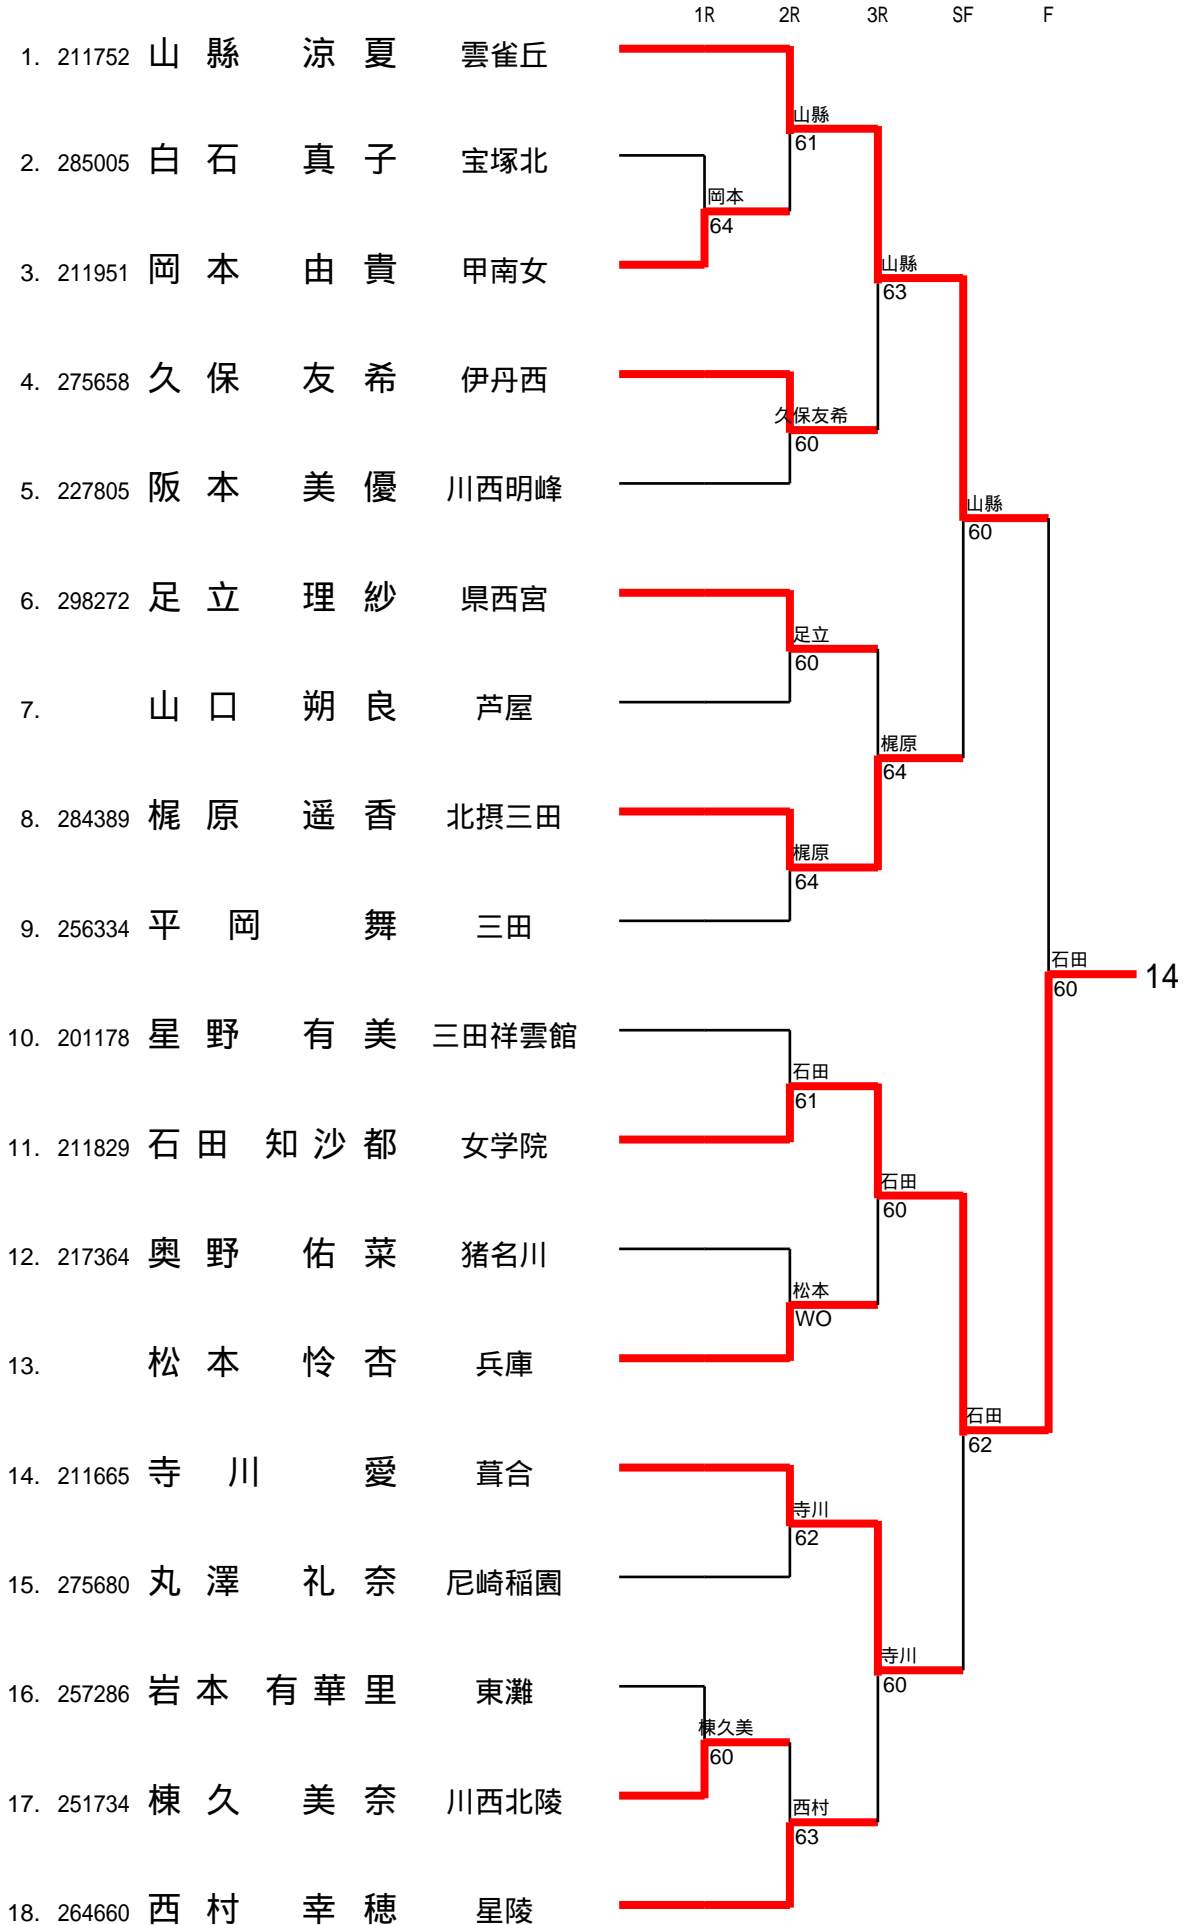 1R 2R 3R SF F
1. 211752 山縣 涼夏 雲雀丘
山縣
61
2. 285005 白石 真子 宝塚北
岡本
64
3. 211951 岡本 由貴 甲南女
山縣
63
4. 275658 久保 友希 伊丹西
久保友希
60
5. 227805 阪本 美優 川西明峰
山縣
60
6. 298272 足立 理紗 県西宮
足立
60
7. 山口 朔良 芦屋
梶原
64
8. 284389 梶原 遥香 北摂三田
梶原
64
9. 256334 平岡 舞 三田
石田
60
14
10. 201178 星野 有美 三田祥雲館
石田
61
11. 211829 石田 知沙都 女学院
石田
60
12. 217364 奥野 佑菜 猪名川
松本
WO
13. 松本 怜杏 兵庫
石田
62
14. 211665 寺川 愛 葺合
寺川
62
15. 275680 丸澤 礼奈 尼崎稲園
寺川
60
16. 257286 岩本 有華里 東灘
棟久美
60
17. 251734 棟久 美奈 川西北陵
西村
63
18. 264660 西村 幸穂 星陵